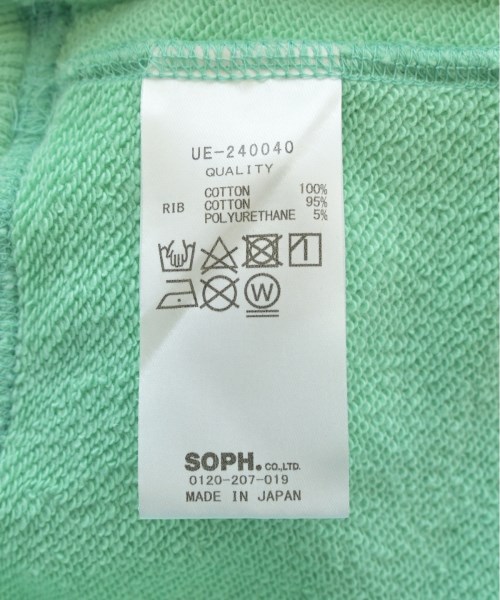 UE-240040
QUALITY
COTTON 100%
RIB COTTON 95%
POLYURETHANE 5%
W
SOPH. CO.,LTD.
0120-207-019
MADE IN JAPAN